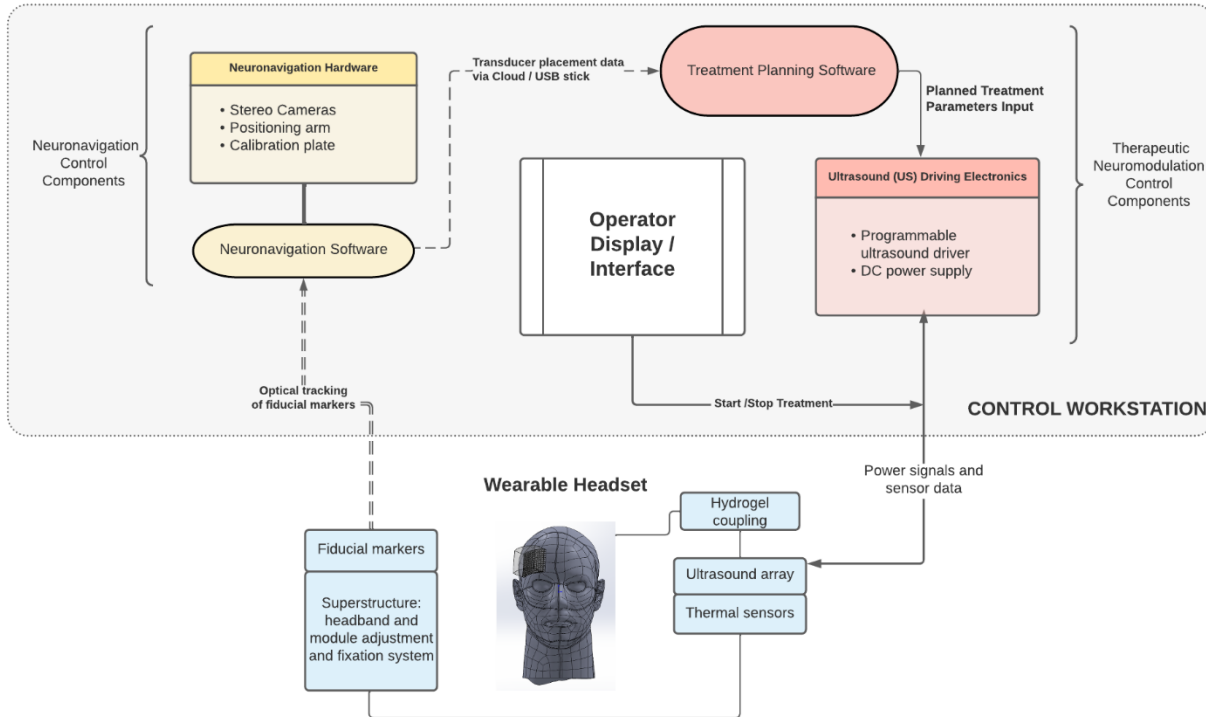 Neuronavigation
Control
Components
Neuronavigation Hardware
• Stereo Cameras
• Positioning arm
• Calibration plate
Neuronavigation Software
Transducer placement data
via Cloud / USB stick
Treatment Planning Software
Planned Treatment
Parameters Input
Operator
Display /
Interface
Ultrasound (US) Driving Electronics
• Programmable
ultrasound driver
• DC power supply
Therapeutic
Neuromodulation
Control
Components
Optical tracking
of fiducial markers
Start /Stop Treatment
CONTROL WORKSTATION
Power signals and
sensor data
Wearable Headset
Fiducial markers
Superstructure:
headband and
module adjustment
and fixation system
Hydrogel
coupling
Ultrasound array
Thermal sensors